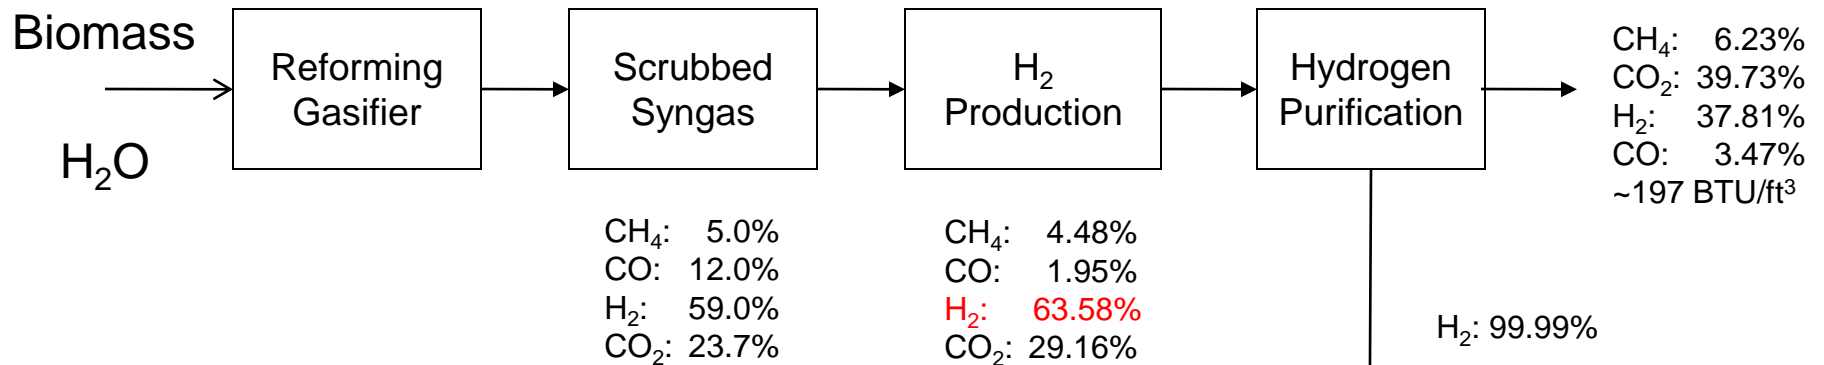 Biomass
H₂O
Reforming
Gasifier
Scrubbed
Syngas
H₂
Production
Hydrogen
Purification
CH₄: 6.23%
CO₂: 39.73%
H₂: 37.81%
CO: 3.47%
~197 BTU/ft³
CH₄: 5.0%
CO: 12.0%
H₂: 59.0%
CO₂: 23.7%
CH₄: 4.48%
CO: 1.95%
H₂: 63.58%
CO₂: 29.16%
H₂: 99.99%